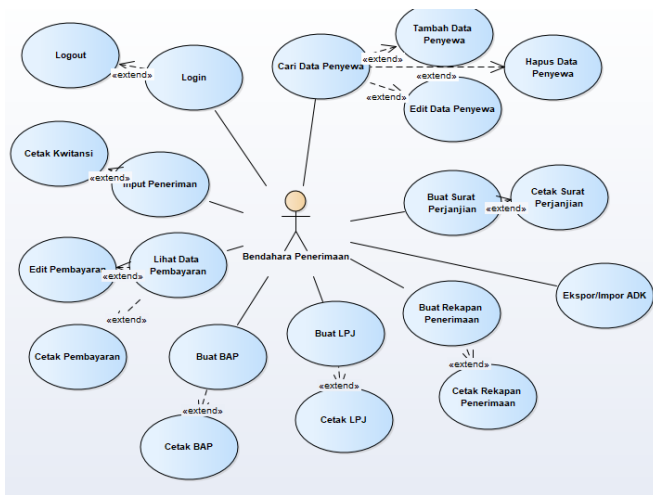 Tambah Data
Penyewa
Logout
«extend»
Login
Cari Data Penyewa
«extend»
Hapus Data
Penyewa
«extend»
«extend»
Edit Data Penyewa
Cetak Kwitansi
«extend»
Input Peneriman
Buat Surat
Perjanjian
«extend»
Cetak Surat
Perjanjian
Bendahara Penerimaan
Edit Pembayaran
«extend»
Lihat Data
Pembayaran
Ekspor/Impor ADK
«extend»
Cetak Pembayaran
Buat BAP
Buat LPJ
Buat Rekapan
Penerimaan
«extend»
«extend»
«extend»
Cetak BAP
Cetak LPJ
Cetak Rekapan
Penerimaan